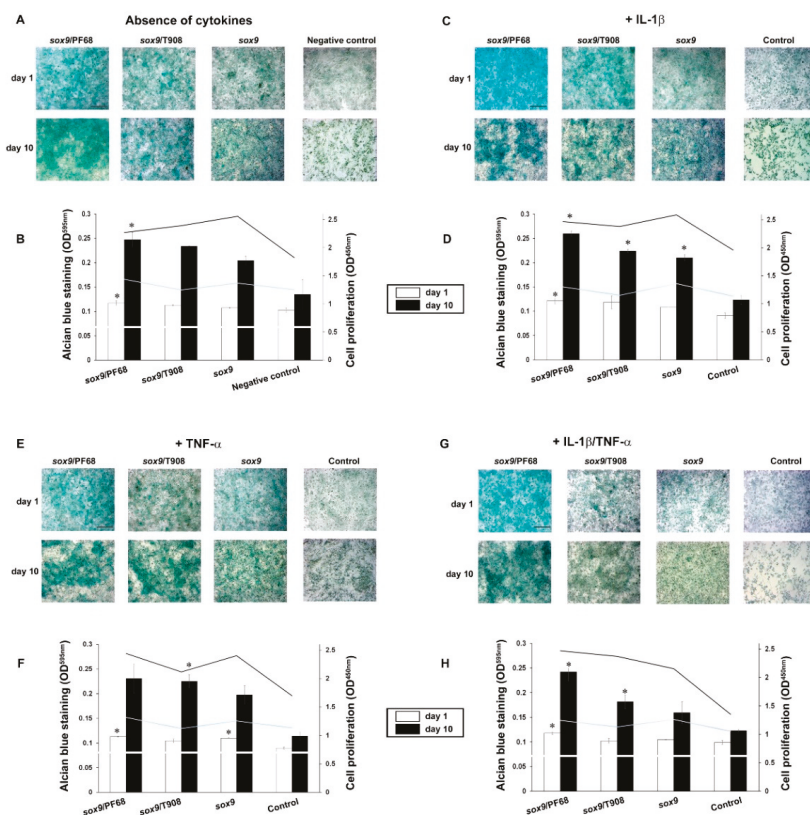 A
Absence of cytokines
sox9/PF68 sox9/T908 sox9 Negative control
day 1
day 10
B
Alcian blue staining (OD595nm)
0.3
0.25
0.2
0.15
0.1
0.05
0
*
*
2.5
2
1.5
1
0.5
0
Cell proliferation (OD450nm)
sox9/PF68 sox9/T908 sox9 Negative control
C
+ IL-1β
sox9/PF68 sox9/T908 sox9 Control
day 1
day 10
D
Alcian blue staining (OD595nm)
0.3
0.25
0.2
0.15
0.1
0.05
0
*
*
*
*
2.5
2
1.5
1
0.5
0
Cell proliferation (OD450nm)
sox9/PF68 sox9/T908 sox9 Control
day 1
day 10
E
+ TNF-α
sox9/PF68 sox9/T908 sox9 Control
day 1
day 10
F
Alcian blue staining (OD595nm)
0.3
0.25
0.2
0.15
0.1
0.05
0
*
*
*
2.5
2
1.5
1
0.5
0
Cell proliferation (OD450nm)
sox9/PF68 sox9/T908 sox9 Control
G
+ IL-1β/TNF-α
sox9/PF68 sox9/T908 sox9 Control
day 1
day 10
H
Alcian blue staining (OD595nm)
0.3
0.25
0.2
0.15
0.1
0.05
0
*
*
*
2.5
2
1.5
1
0.5
0
Cell proliferation (OD450nm)
sox9/PF68 sox9/T908 sox9 Control
day 1
day 10